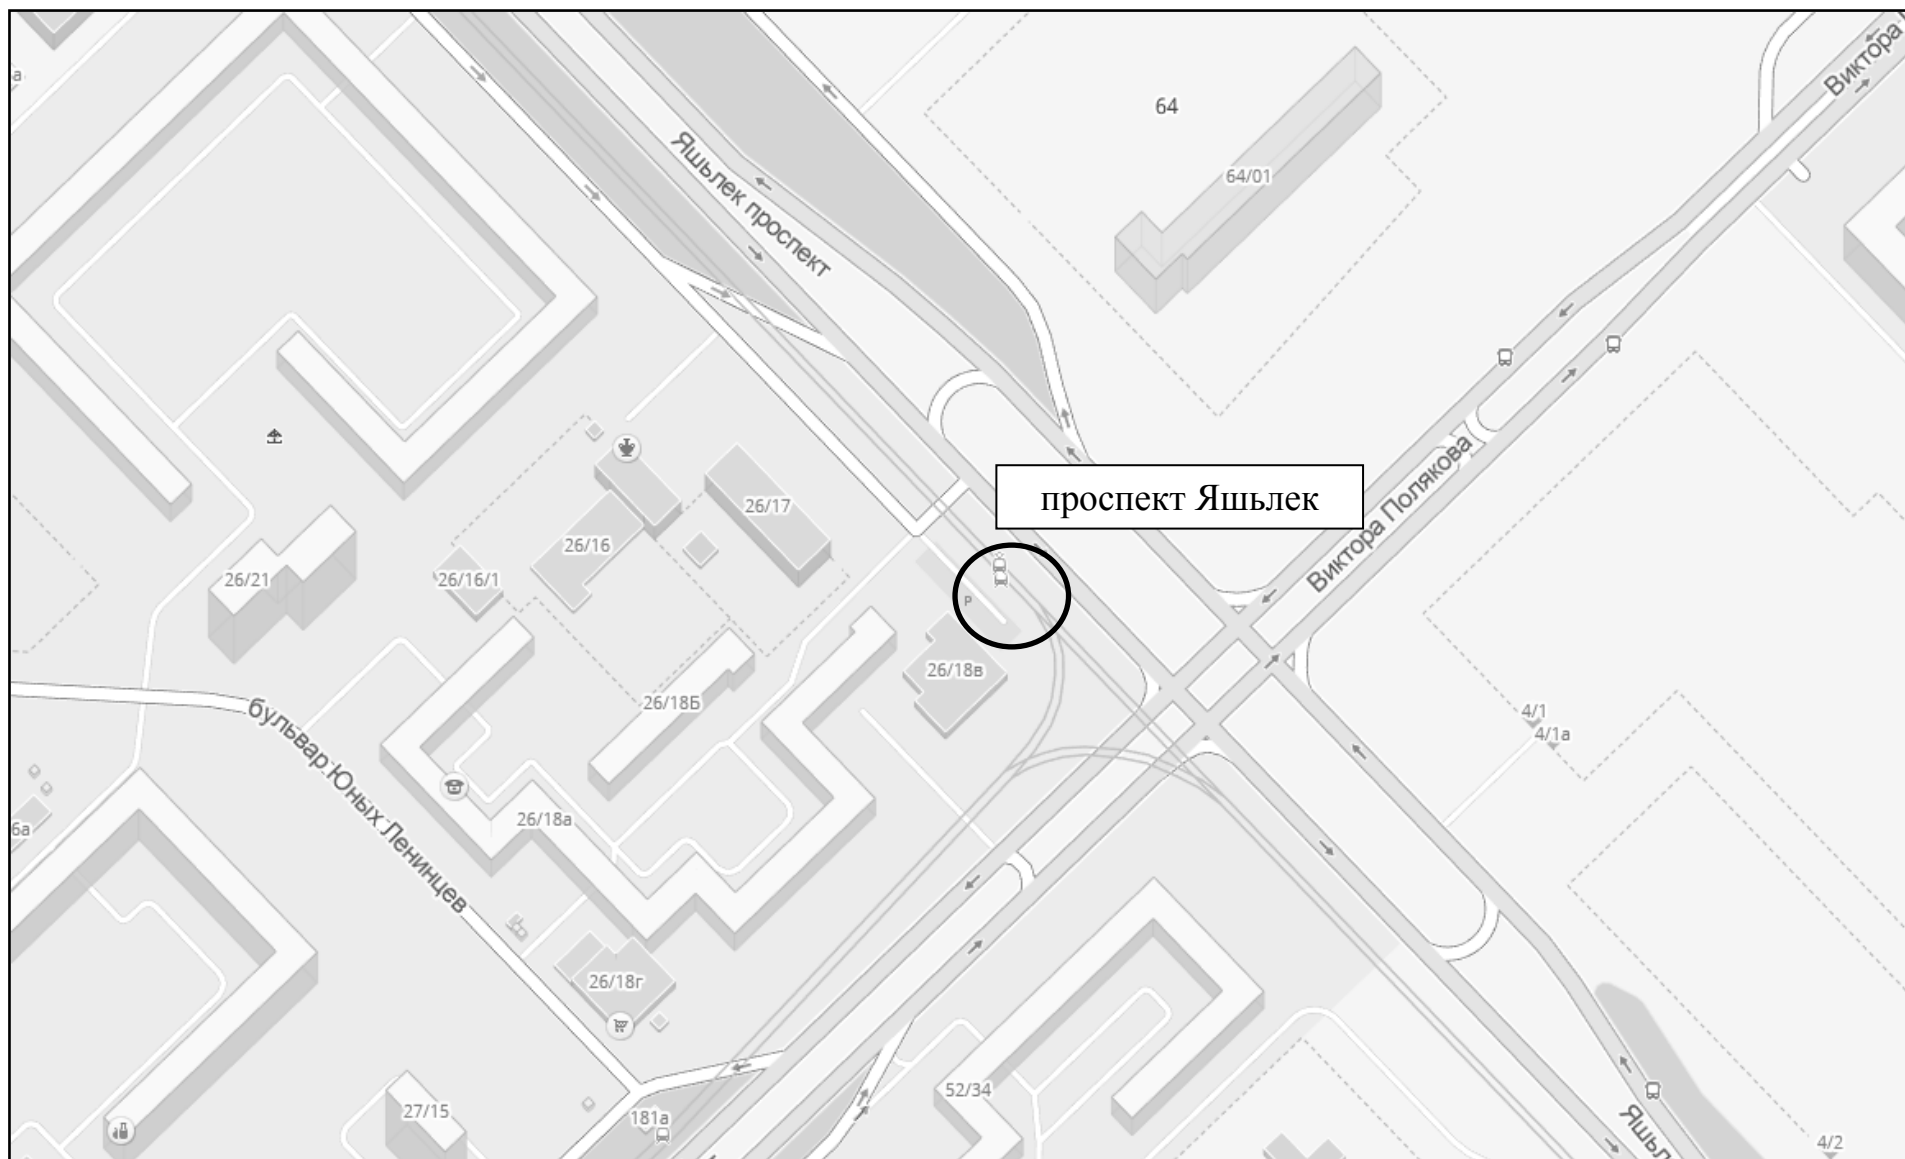 Виктора
а
64
Яшьлек проспект
64/01
проспект Яшьлек
Виктора Полякова
26/17
26/16
26/21
26/16/1
P
26/18в
26/18Б
бульвар Юных Ленинцев
4/1
4/1а
26/18а
6а
26/18г
52/34
27/15
181а
Яшьл
4/2